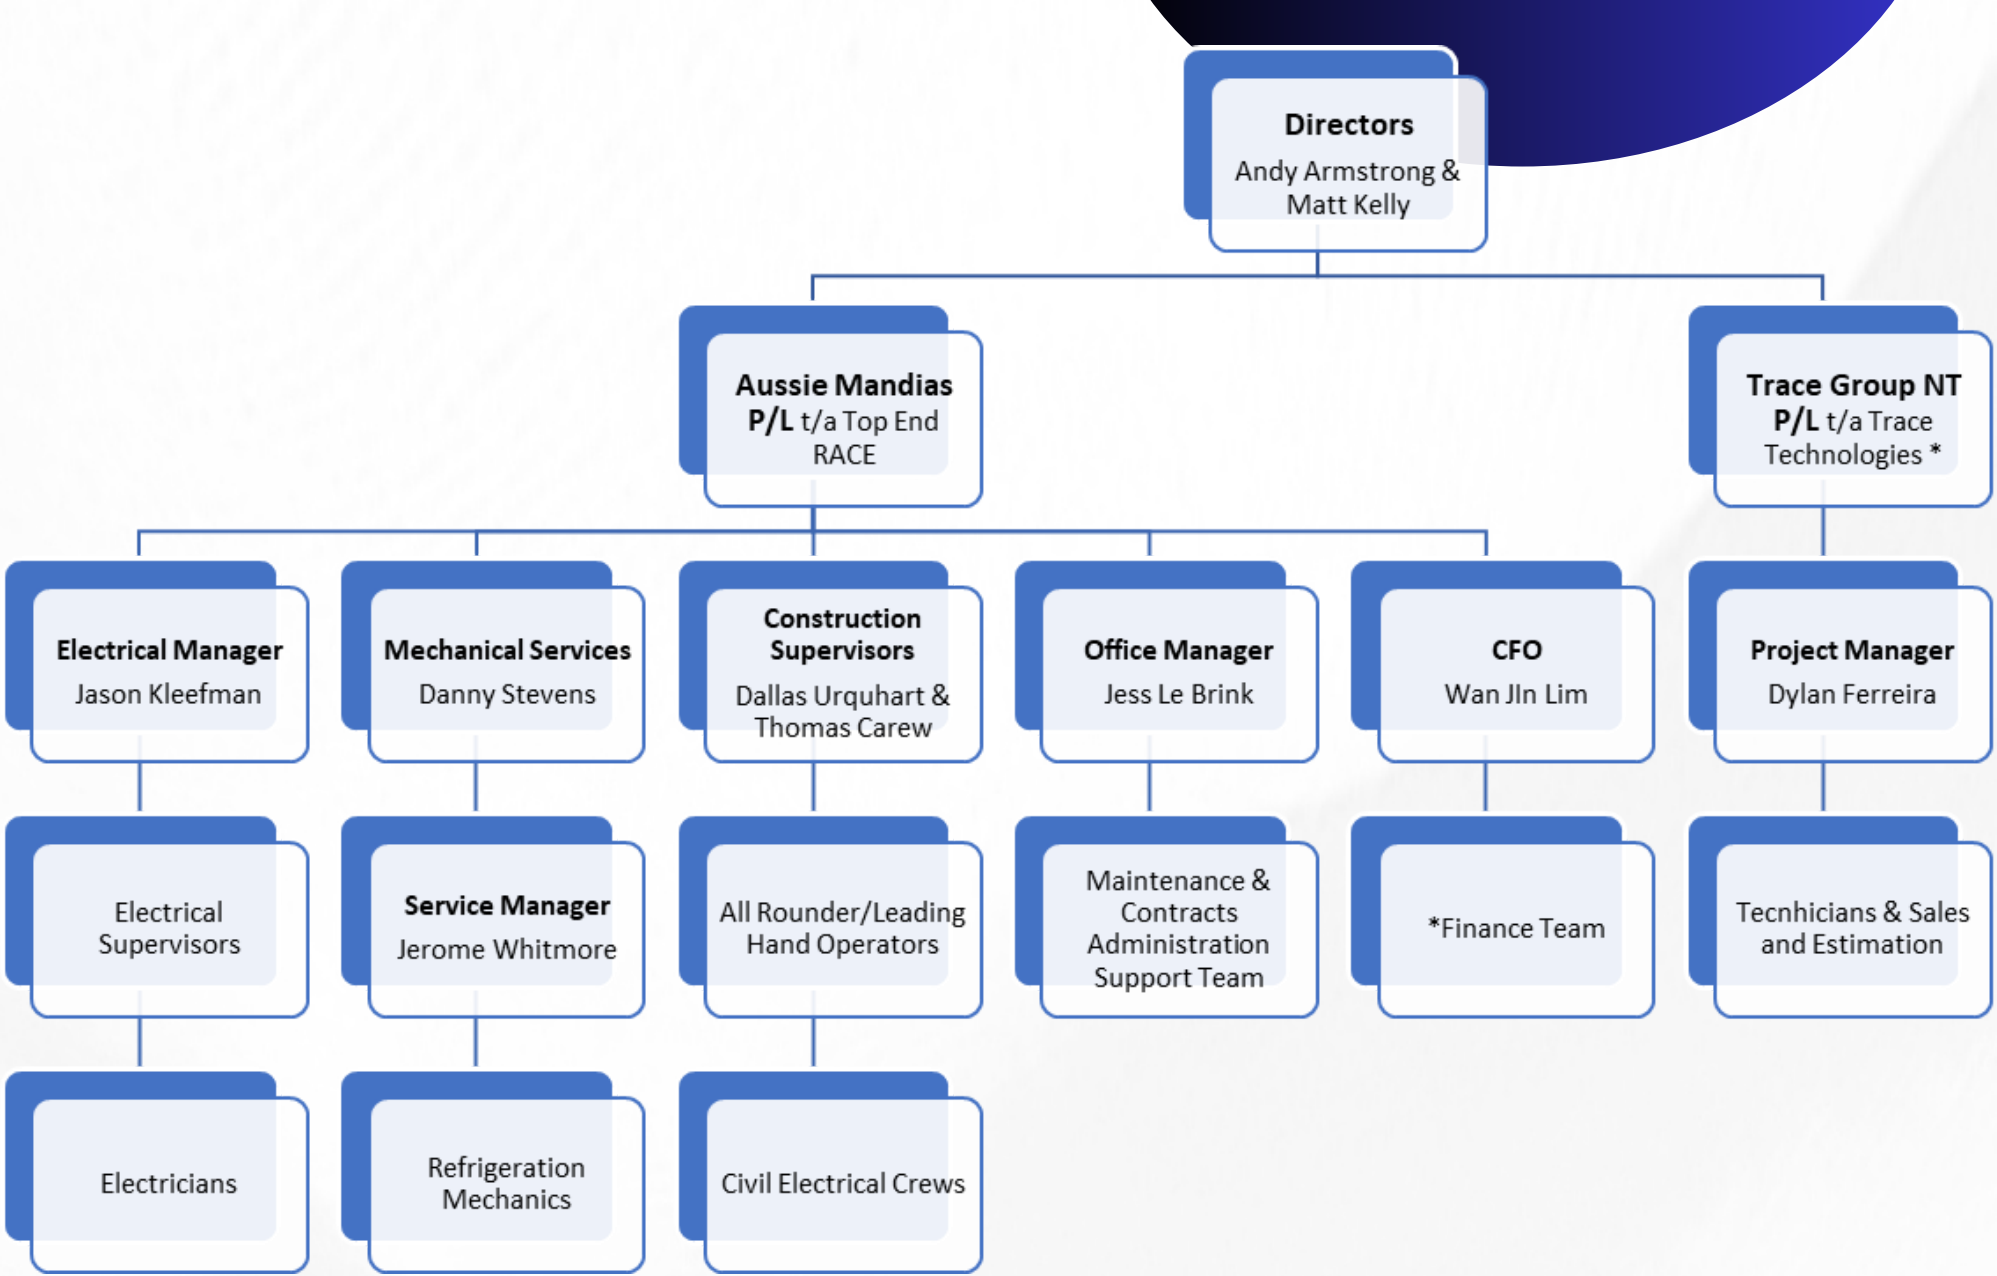 Directors
Andy Armstrong &
Matt Kelly
Aussie Mandias
P/L t/a Top End
RACE
Trace Group NT
P/L t/a Trace
Technologies *
Electrical Manager
Jason Kleefman
Mechanical Services
Danny Stevens
Construction
Supervisors
Dallas Urquhart &
Thomas Carew
Office Manager
Jess Le Brink
CFO
Wan JIn Lim
Project Manager
Dylan Ferreira
Electrical
Supervisors
Service Manager
Jerome Whitmore
All Rounder/Leading
Hand Operators
Maintenance &
Contracts
Administration
Support Team
*Finance Team
Tecnhicians & Sales
and Estimation
Electricians
Refrigeration
Mechanics
Civil Electrical Crews